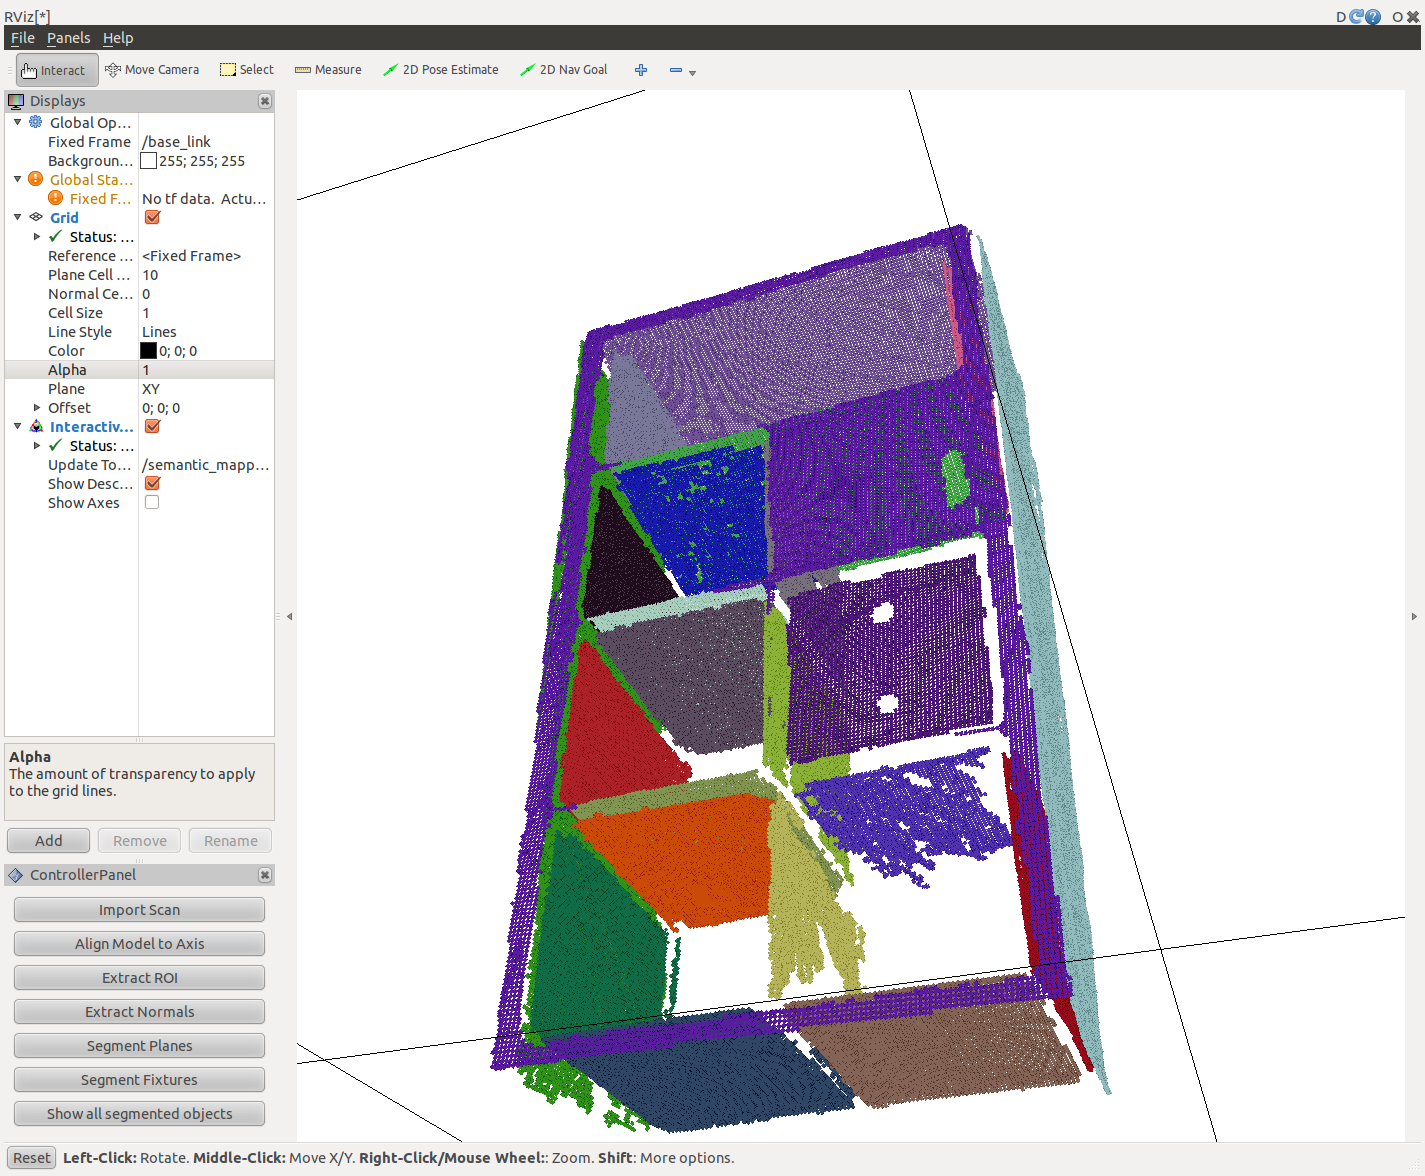 RViz[*]
D O
File Panels Help
Interact Move Camera Select Measure 2D Pose Estimate 2D Nav Goal
Displays
Global Op...
Fixed Frame /base_link
Backgroun... 255; 255; 255
Global Sta...
Fixed F... No tf data. Actu...
Grid
Status: ...
Reference ... <Fixed Frame>
Plane Cell ... 10
Normal Ce... 0
Cell Size 1
Line Style Lines
Color 0; 0; 0
Alpha 1
Plane XY
Offset 0; 0; 0
Interactiv...
Status: ...
Update To... /semantic_mapp...
Show Desc...
Show Axes
Alpha
The amount of transparency to apply
to the grid lines.
Add Remove Rename
ControllerPanel
Import Scan
Align Model to Axis
Extract ROI
Extract Normals
Segment Planes
Segment Fixtures
Show all segmented objects
Reset Left-Click: Rotate. Middle-Click: Move X/Y. Right-Click/Mouse Wheel:: Zoom. Shift: More options.